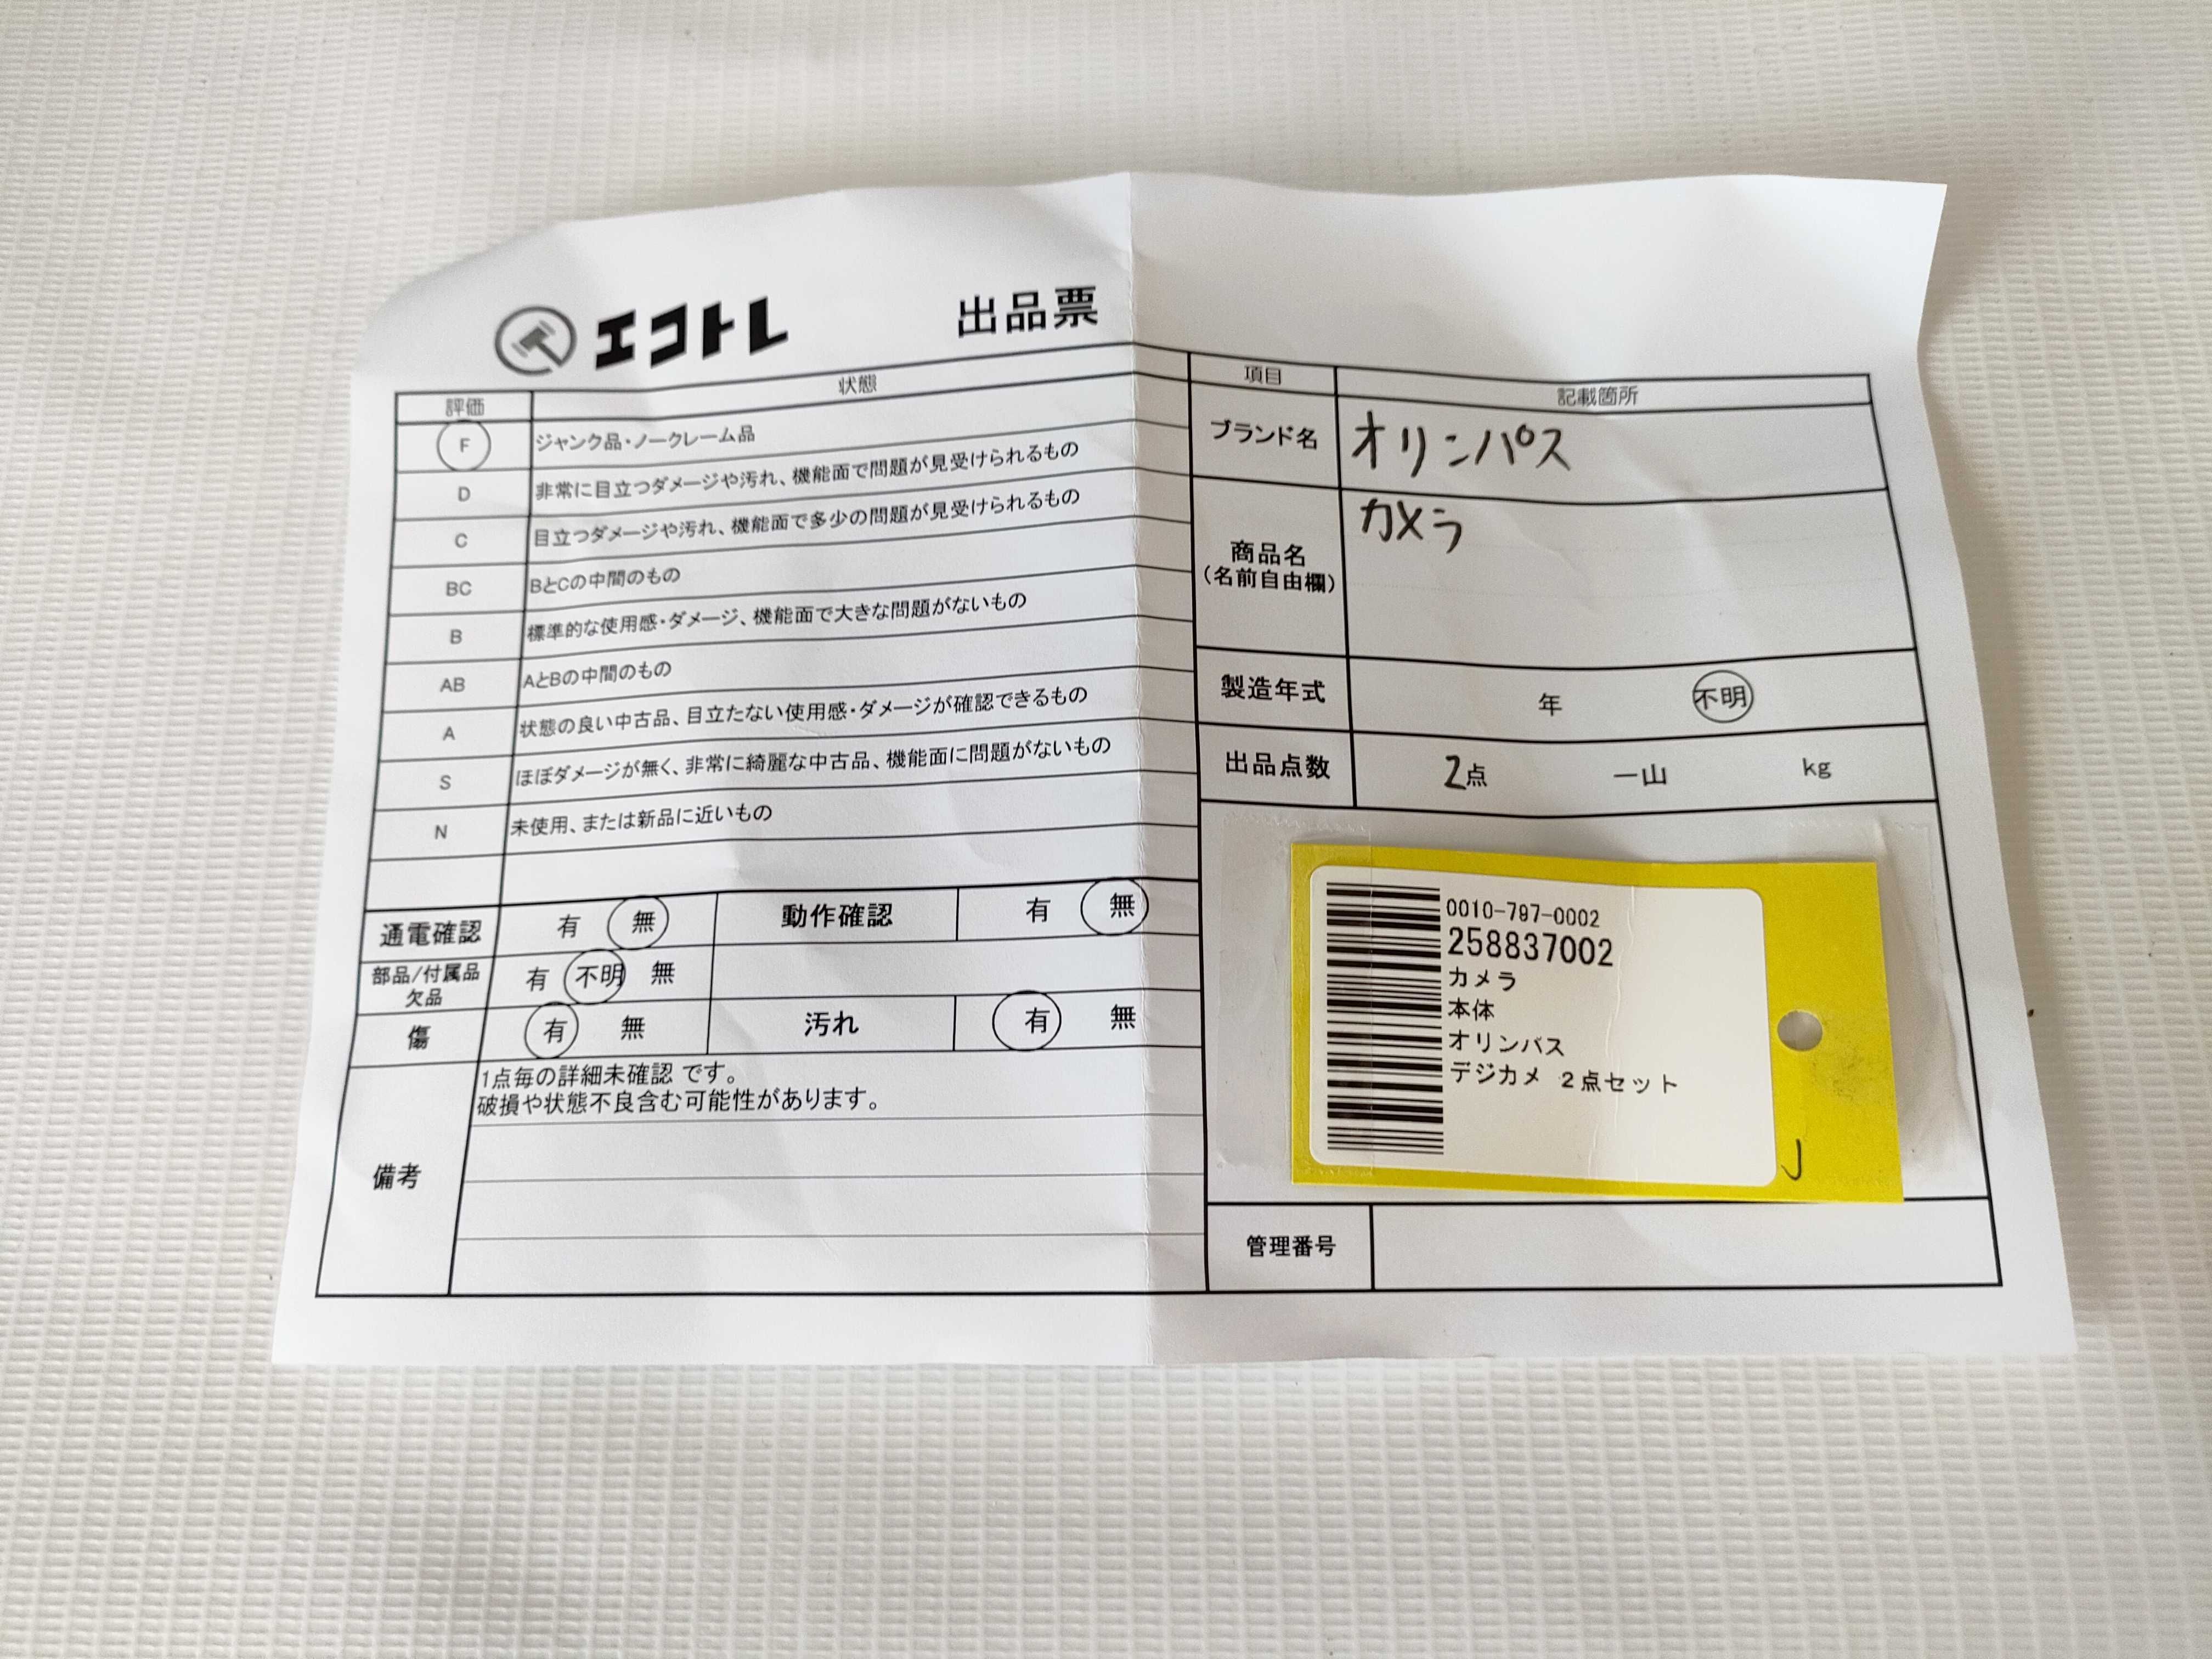 エコトレ 出品票
評価 状態
F ジャンク品・ノークレーム品
D 非常に目立つダメージや汚れ、機能面で問題が見受けられるもの
C 目立つダメージや汚れ、機能面で多少の問題が見受けられるもの
BC BとCの中間のもの
B 標準的な使用感・ダメージ、機能面で大きな問題がないもの
AB AとBの中間のもの
A 状態の良い中古品、目立たない使用感・ダメージが確認できるもの
S ほぼダメージが無く、非常に綺麗な中古品、機能面に問題がないもの
N 未使用、または新品に近いもの
通電確認 有 無 動作確認 有 無
部品/付属品
欠品 有 不明 無
傷 有 無 汚れ 有 無
備考
1点毎の詳細未確認 です。
破損や状態不良含む可能性があります。
項目 記載箇所
ブランド名 オリンパス
商品名
(名前自由欄)
カメラ
製造年式 年 不明
出品点数 2点 一山 kg
0010-797-0002
258837002
カメラ
本体
オリンパス
デジカメ 2点セット
J
管理番号